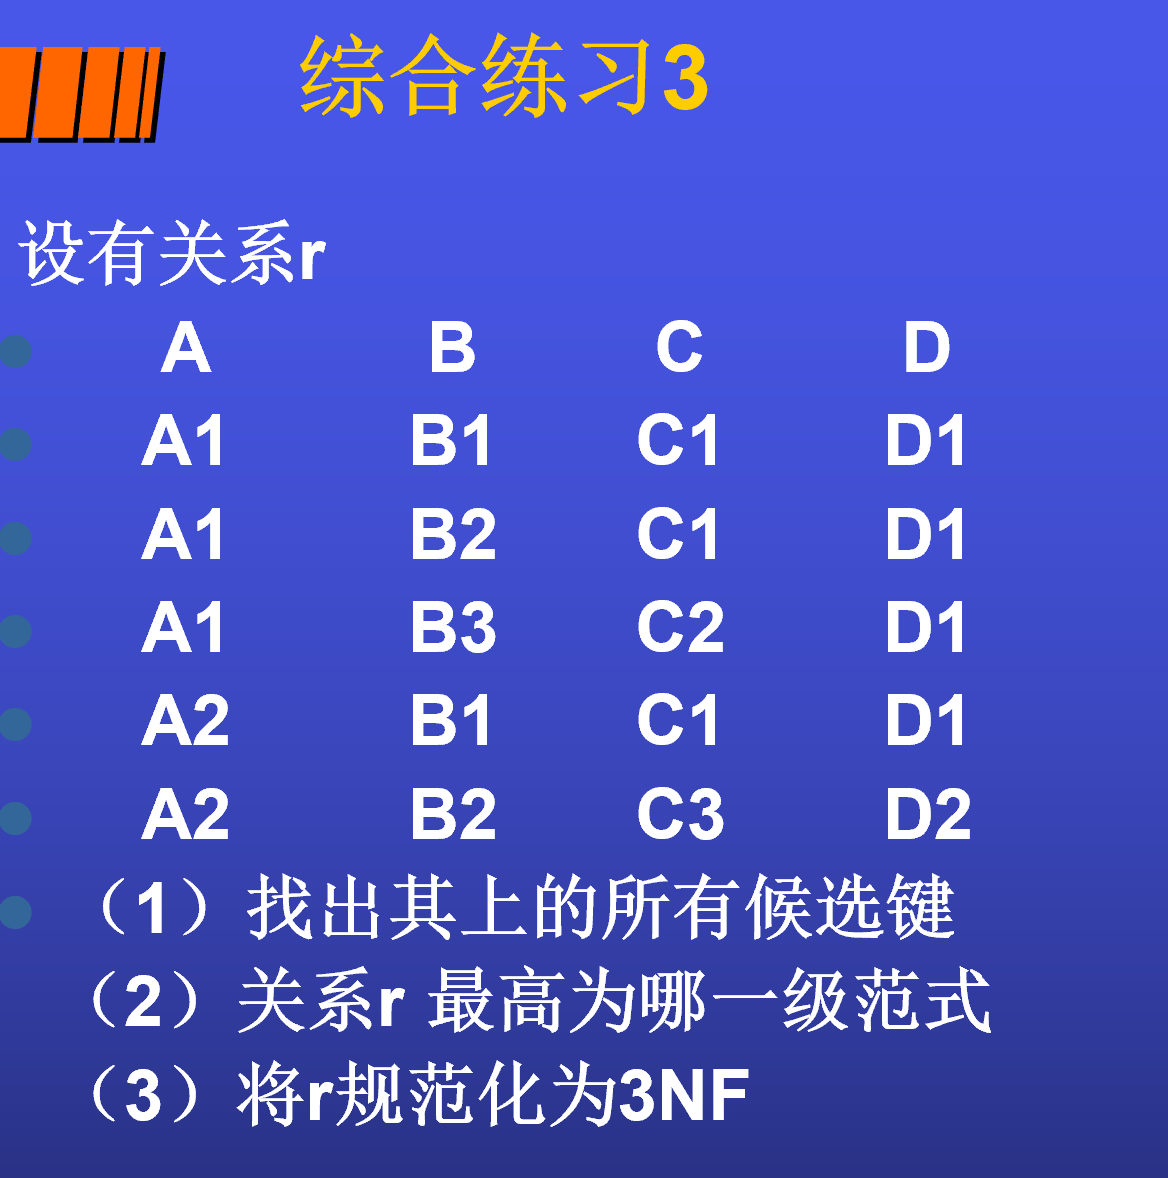 综合练习3
设有关系r
A B C D
A1 B1 C1 D1
A1 B2 C1 D1
A1 B3 C2 D1
A2 B1 C1 D1
A2 B2 C3 D2
（1）找出其上的所有候选键
（2）关系r 最高为哪一级范式
（3）将r规范化为3NF